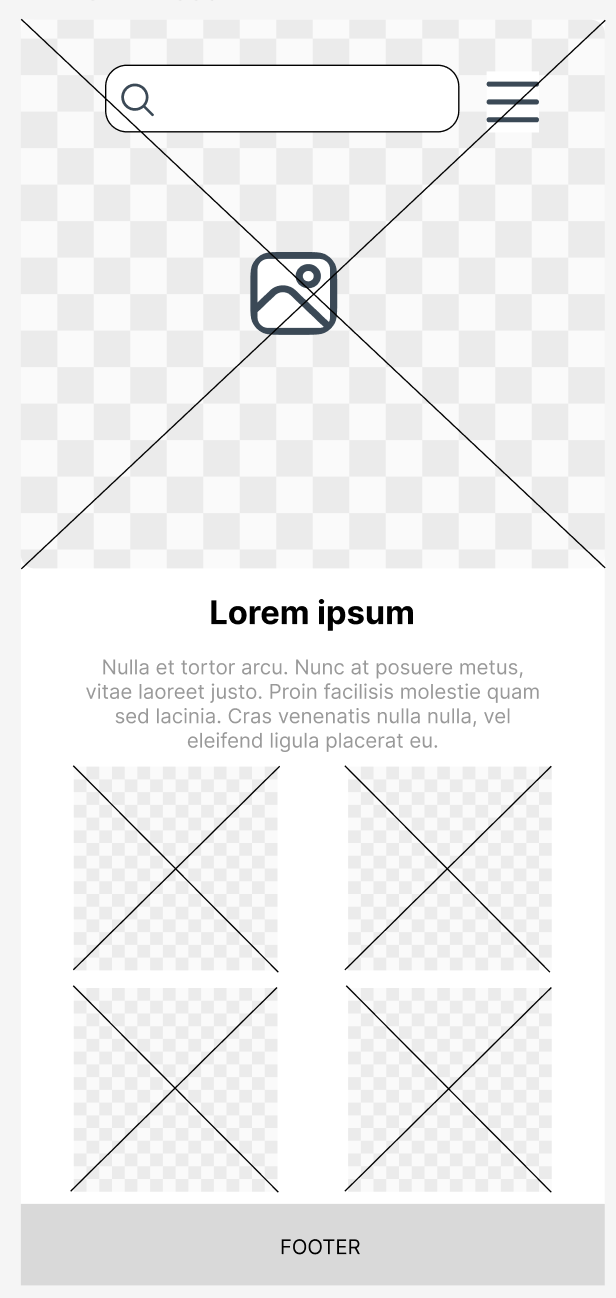 Lorem ipsum
Nulla et tortor arcu. Nunc at posuere metus,
vitae laoreet justo. Proin facilisis molestie quam
sed lacinia. Cras venenatis nulla nulla, vel
eleifend ligula placerat eu.
FOOTER